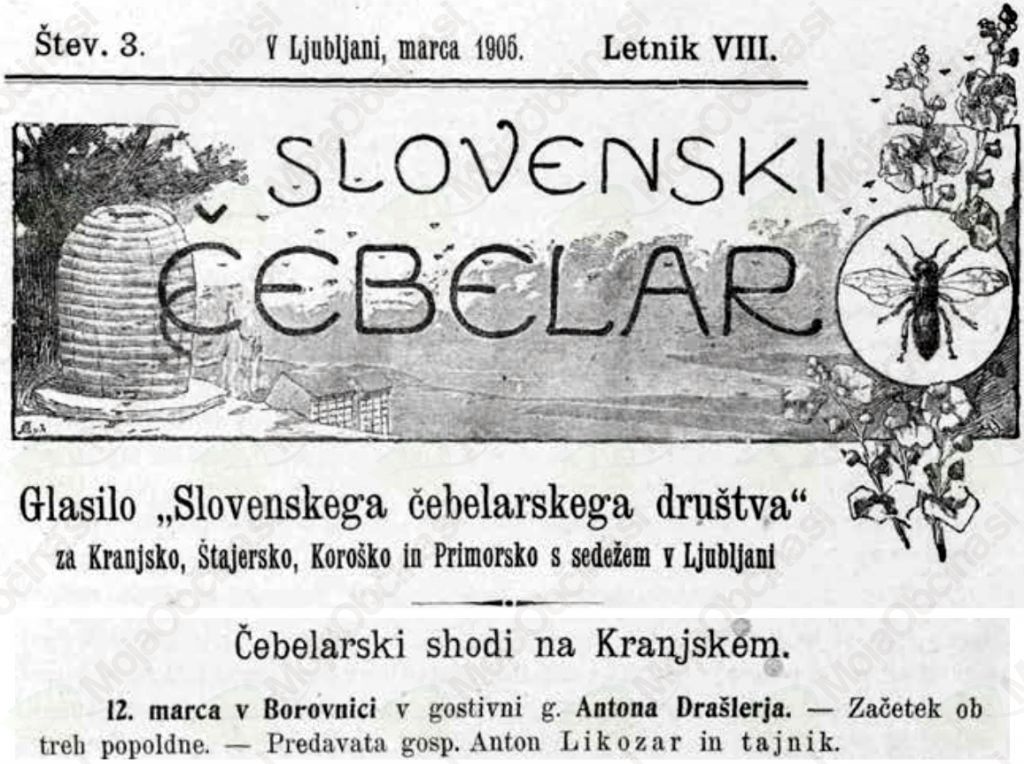 Štev. 3. V Ljubljani, marca 1905. Letnik VIII.
SLOVENSKI
ČEBELAR
Glasilo „Slovenskega čebelarskega društva“
za Kranjsko, Štajersko, Koroško in Primorsko s sedežem v Ljubljani
Čebelarski shodi na Kranjskem.
12. marca v Borovnici v gostivni g. Antona Drašlerja. — Začetek ob
treh popoldne. — Predavata gosp. Anton Likozar in tajnik.
MojaObčina.si